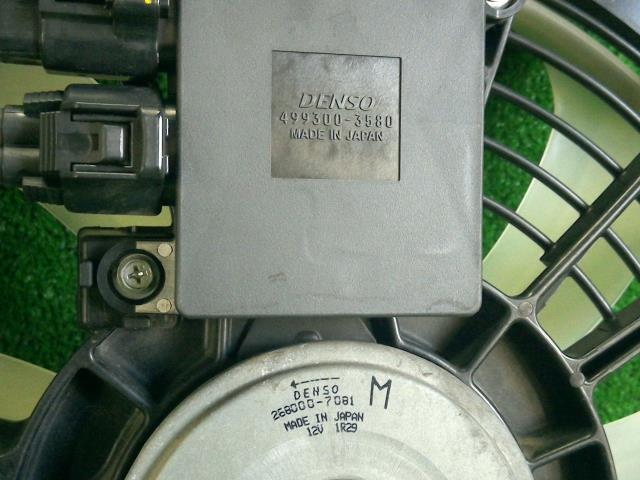 DENSO
499300-3580
MADE IN JAPAN
DENSO
268000-7081
MADE IN JAPAN
12V 1R29
M